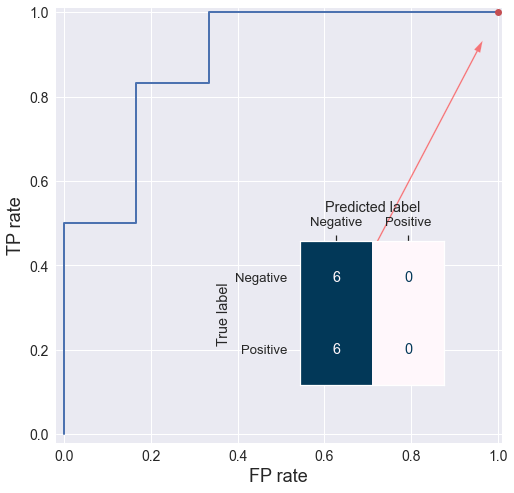 1.0
0.8
0.6
0.4
0.2
0.0
TP rate
0.0 0.2 0.4 0.6 0.8 1.0
FP rate
Predicted label
Negative Positive
True label
Negative 6 0
Positive 6 0